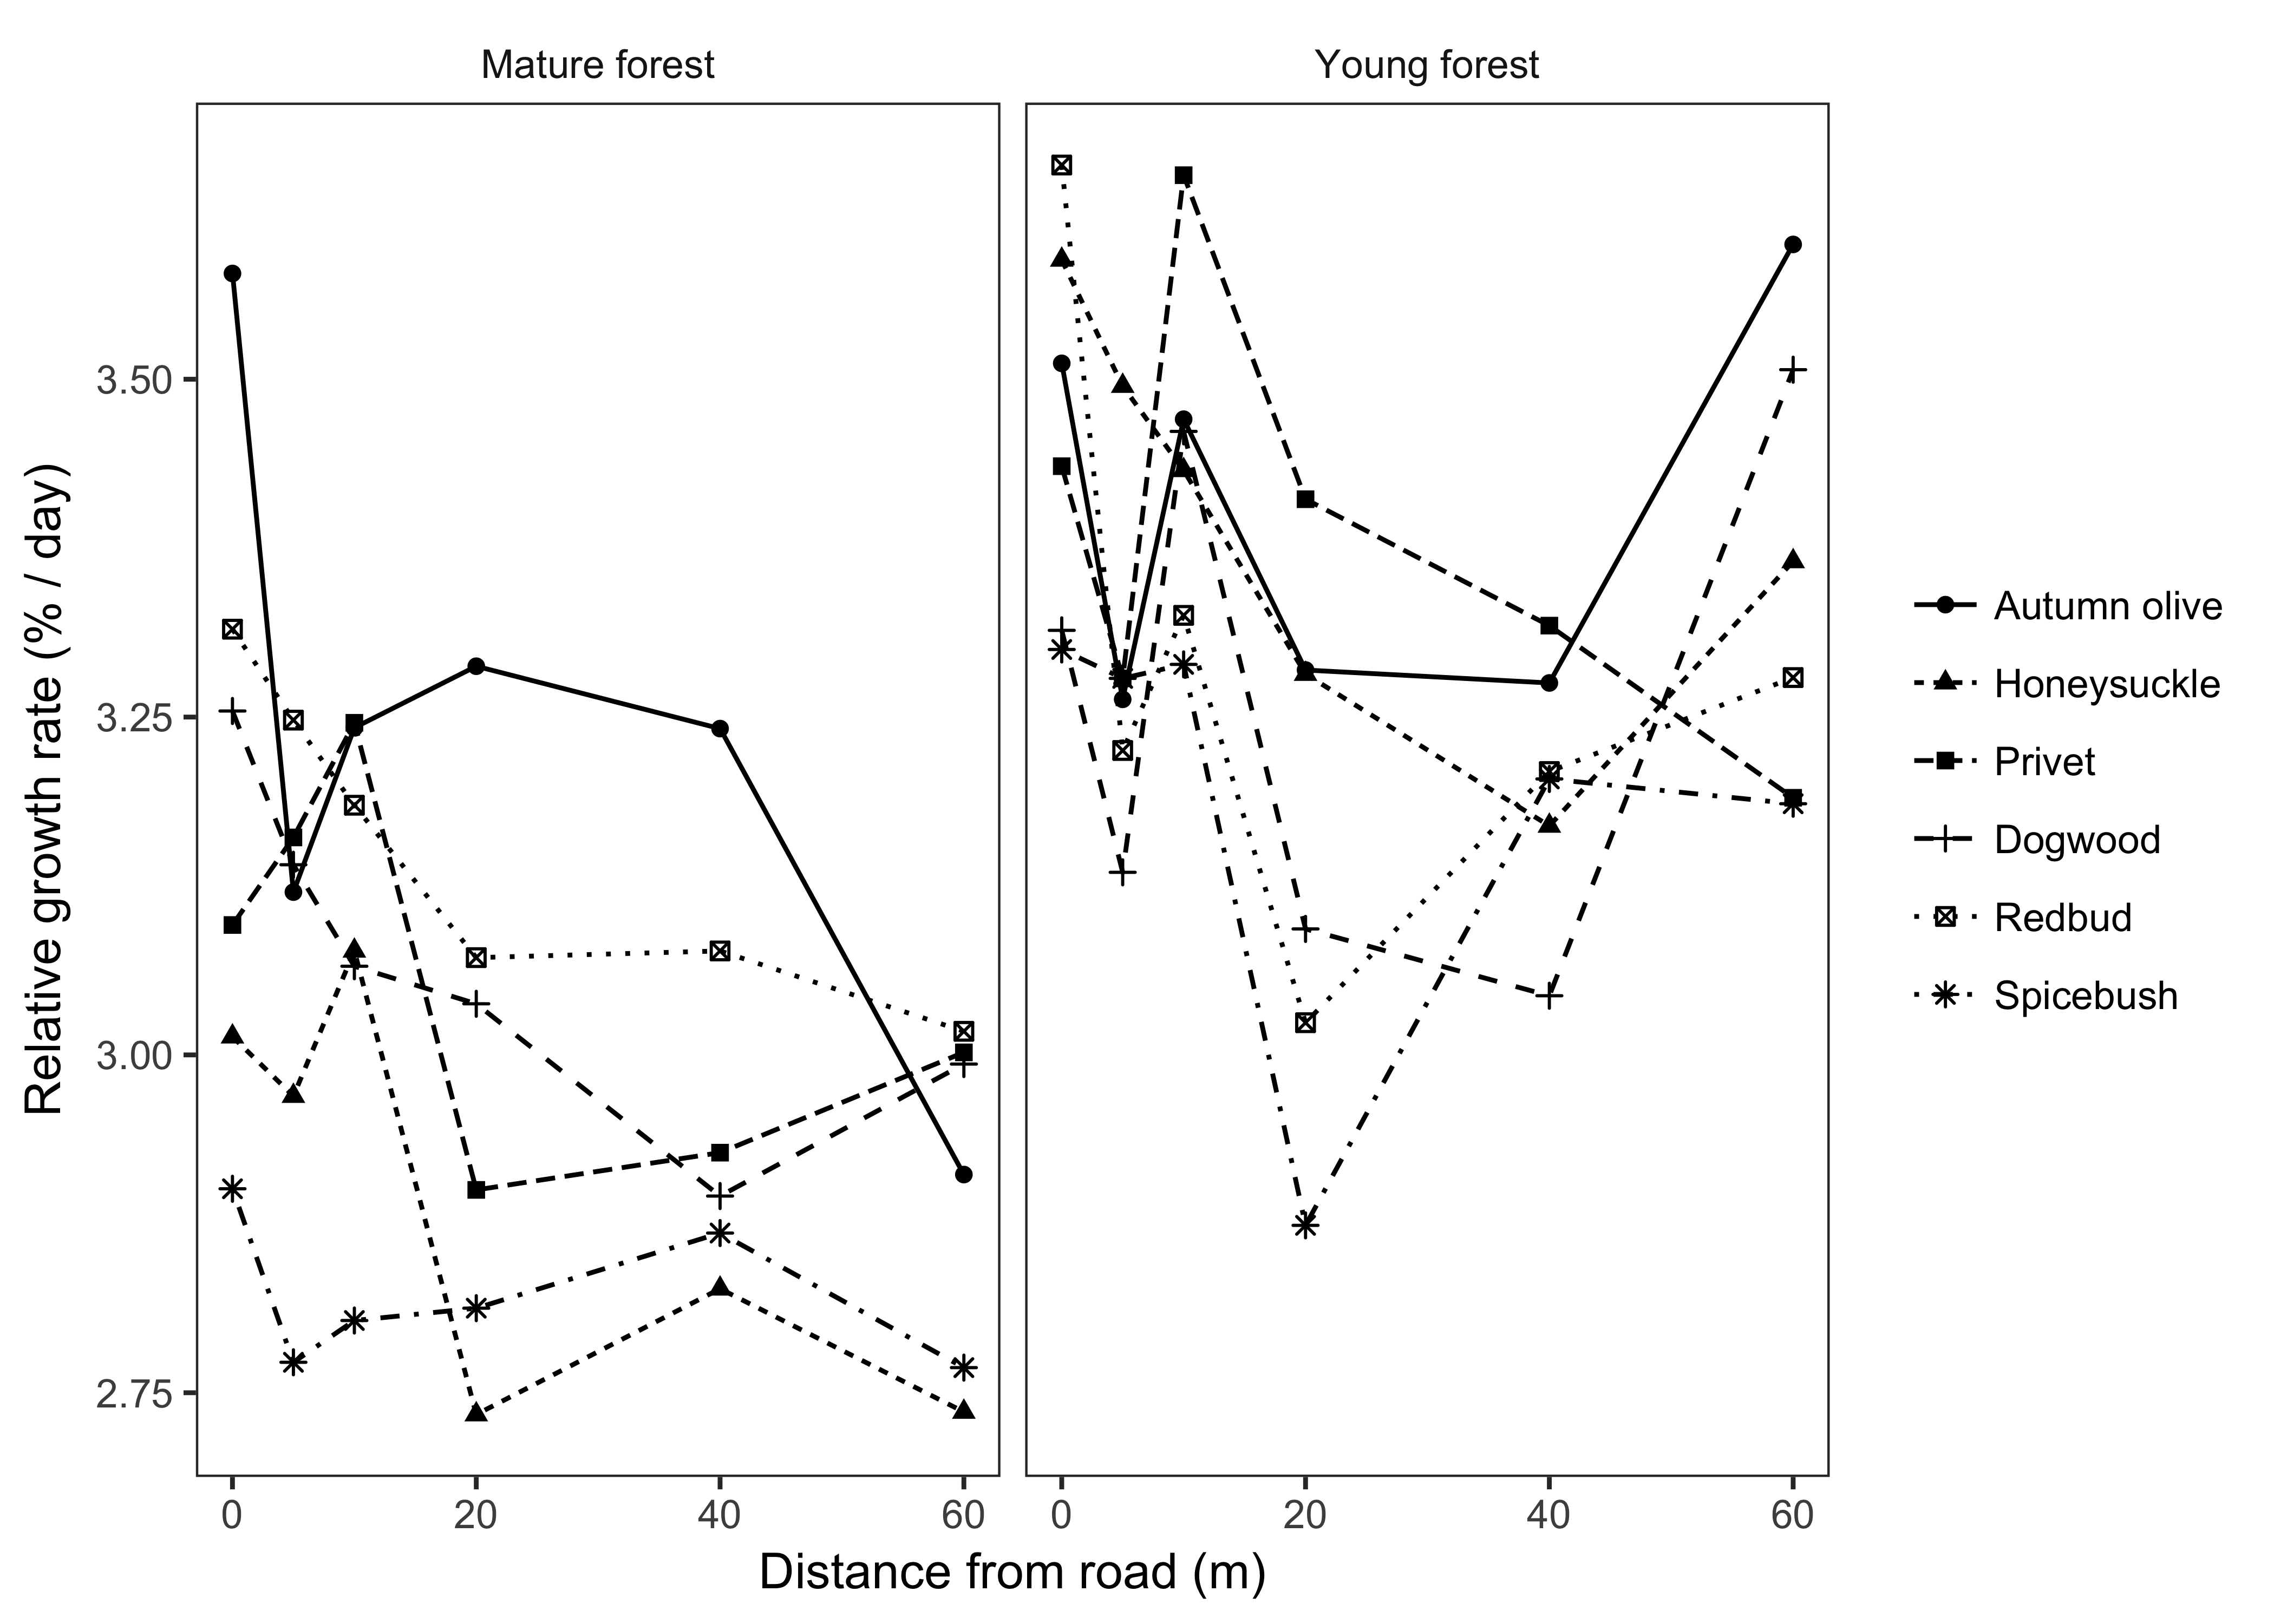 Mature forest
Young forest
Relative growth rate (% / day)
3.50
3.25
3.00
2.75
0
20
40
60
0
20
40
60
Distance from road (m)
Autumn olive
Honeysuckle
Privet
Dogwood
Redbud
Spicebush